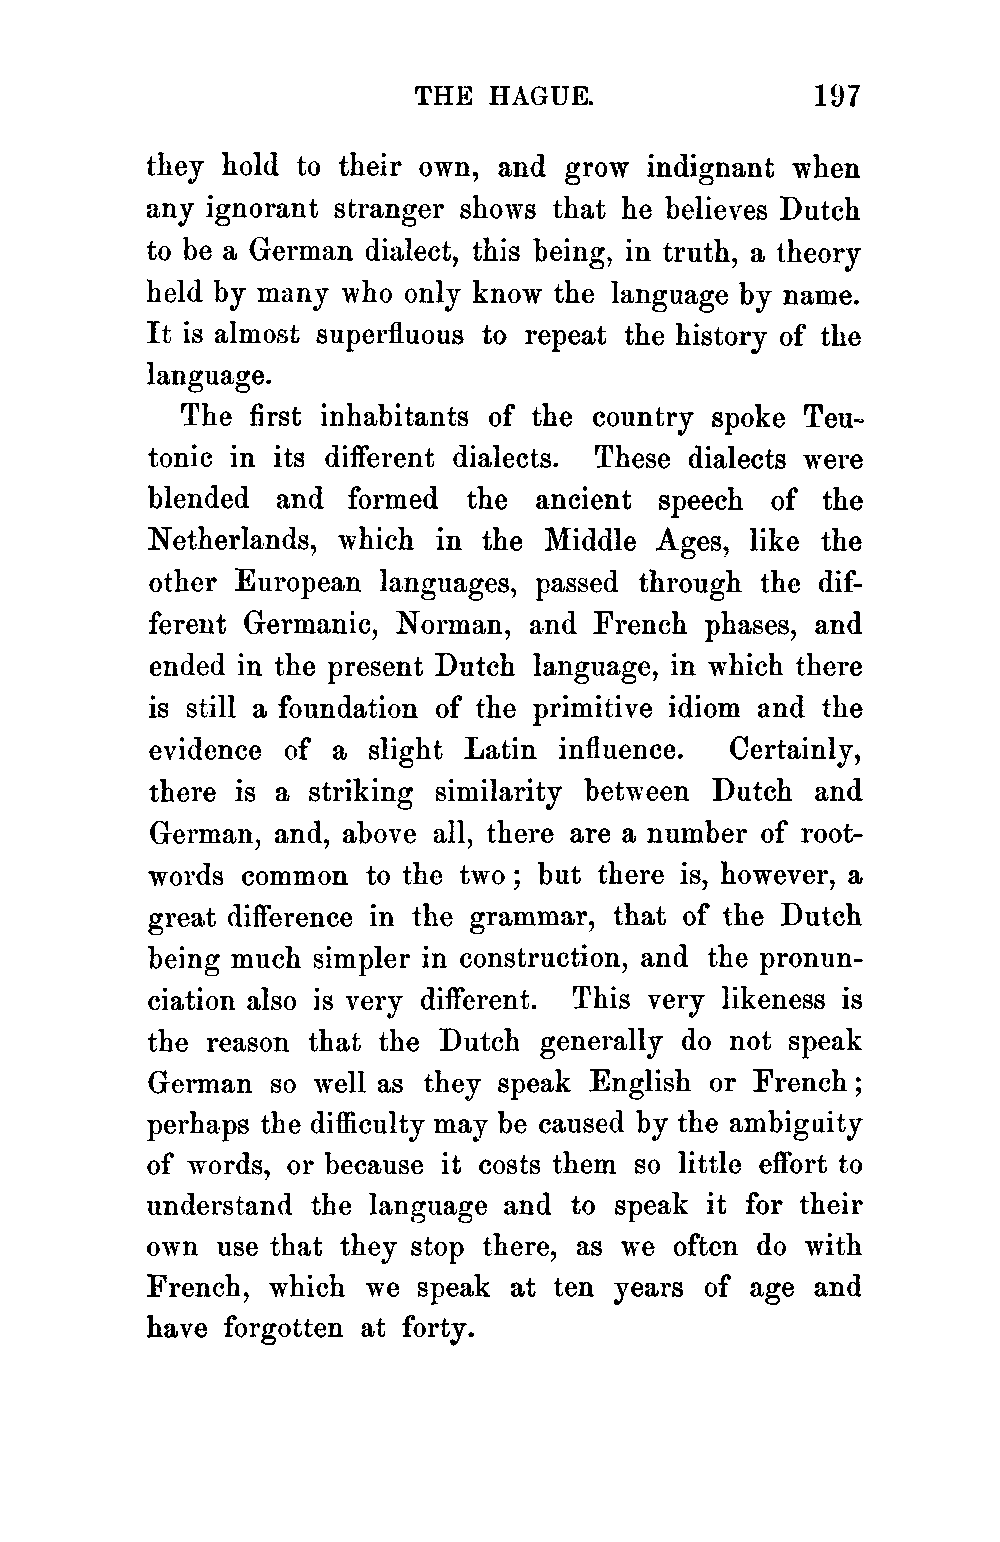 THE HAGUE. 197
they hold to their own, and grow indignant when
any ignorant stranger shows that he believes Dutch
to be a German dialect, this being, in truth, a theory
held by many who only know the language by name.
It is almost superfluous to repeat the history of the
language.
The first inhabitants of the country spoke Teu-
tonic in its different dialects. These dialects were
blended and formed the ancient speech of the
Netherlands, which in the Middle Ages, like the
other European languages, passed through the dif-
ferent Germanic, Norman, and French phases, and
ended in the present Dutch language, in which there
is still a foundation of the primitive idiom and the
evidence of a slight Latin influence. Certainly,
there is a striking similarity between Dutch and
German, and, above all, there are a number of root-
words common to the two; but there is, however, a
great difference in the grammar, that of the Dutch
being much simpler in construction, and the pronun-
ciation also is very different. This very likeness is
the reason that the Dutch generally do not speak
German so well as they speak English or French;
perhaps the difficulty may be caused by the ambiguity
of words, or because it costs them so little effort to
understand the language and to speak it for their
own use that they stop there, as we often do with
French, which we speak at ten years of age and
have forgotten at forty.